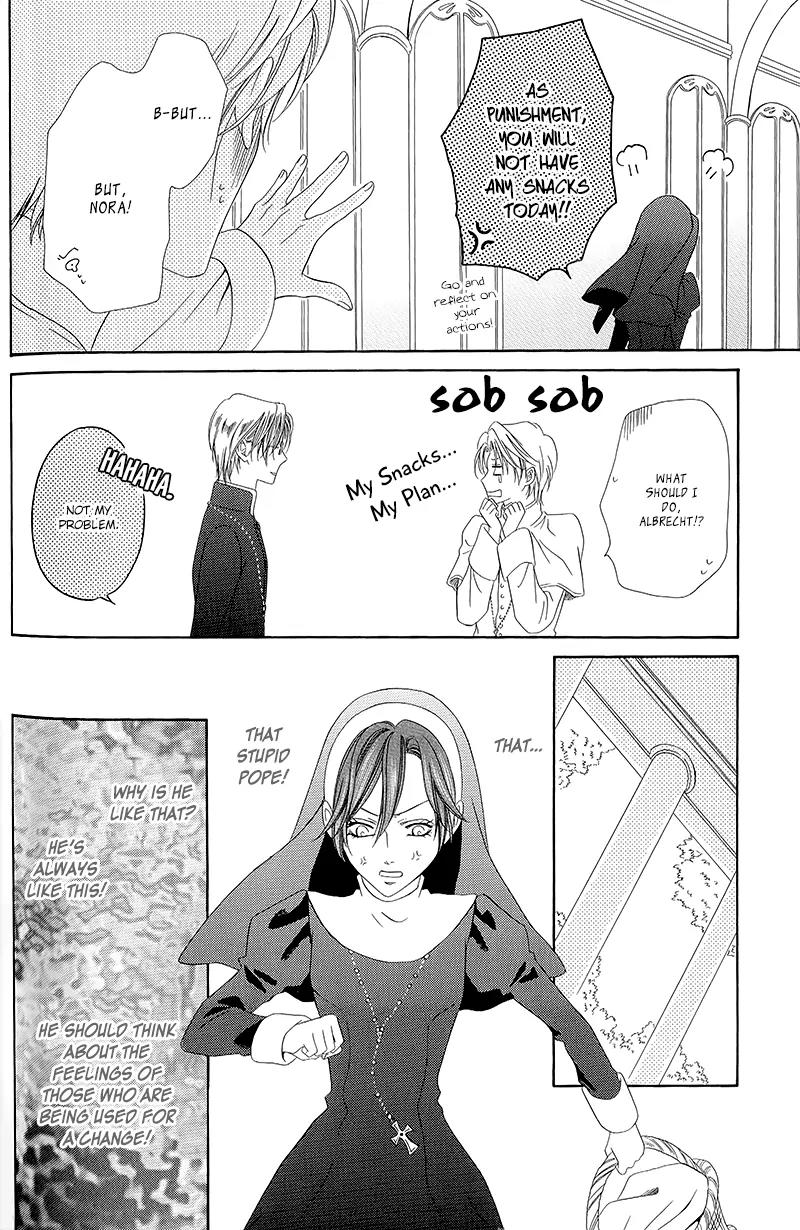 AS
PUNISHMENT,
YOU WILL
NOT HAVE
ANY SNACKS
TODAY!!
Go and
reflect on
your
actions!
B-BUT...
BUT,
NORA!
WHAT
SHOULD I
DO,
ALBRECHT!?
sob sob
My Snacks...
My Plan...
HAHAHA.
NOT MY
PROBLEM.
THAT...
THAT
STUPID
POPE!
WHY IS HE
LIKE THAT?
HE'S
ALWAYS
LIKE THIS!
HE SHOULD THINK
ABOUT THE
FEELINGS OF
THOSE WHO ARE
BEING USED FOR
A CHANGE!